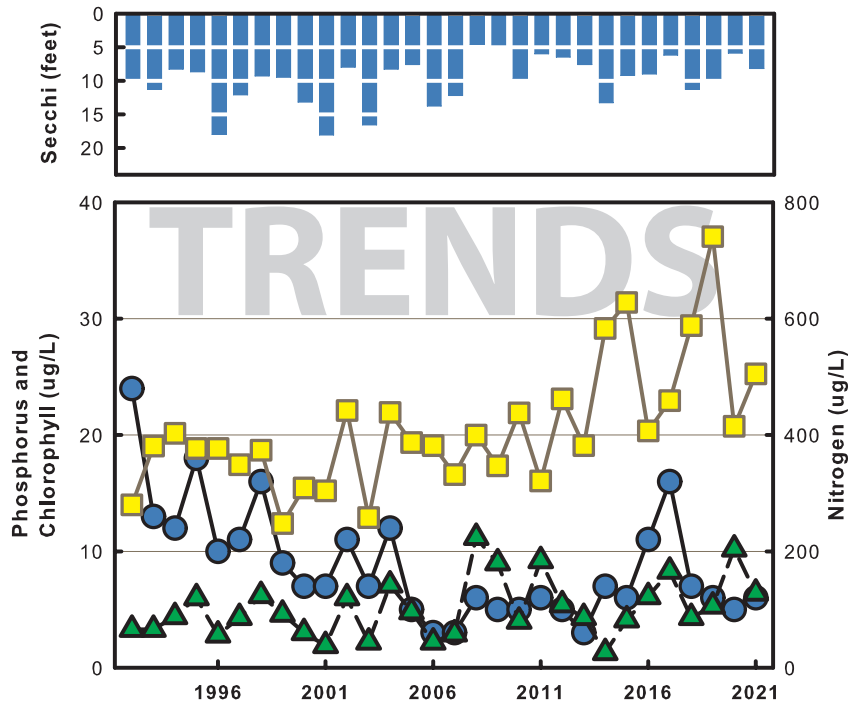 0
5
10
15
20
Secchi (feet)
TRENDS
40
30
20
10
0
Phosphorus and
Chlorophyll (ug/L)
800
600
400
200
0
Nitrogen (ug/L)
1996 2001 2006 2011 2016 2021